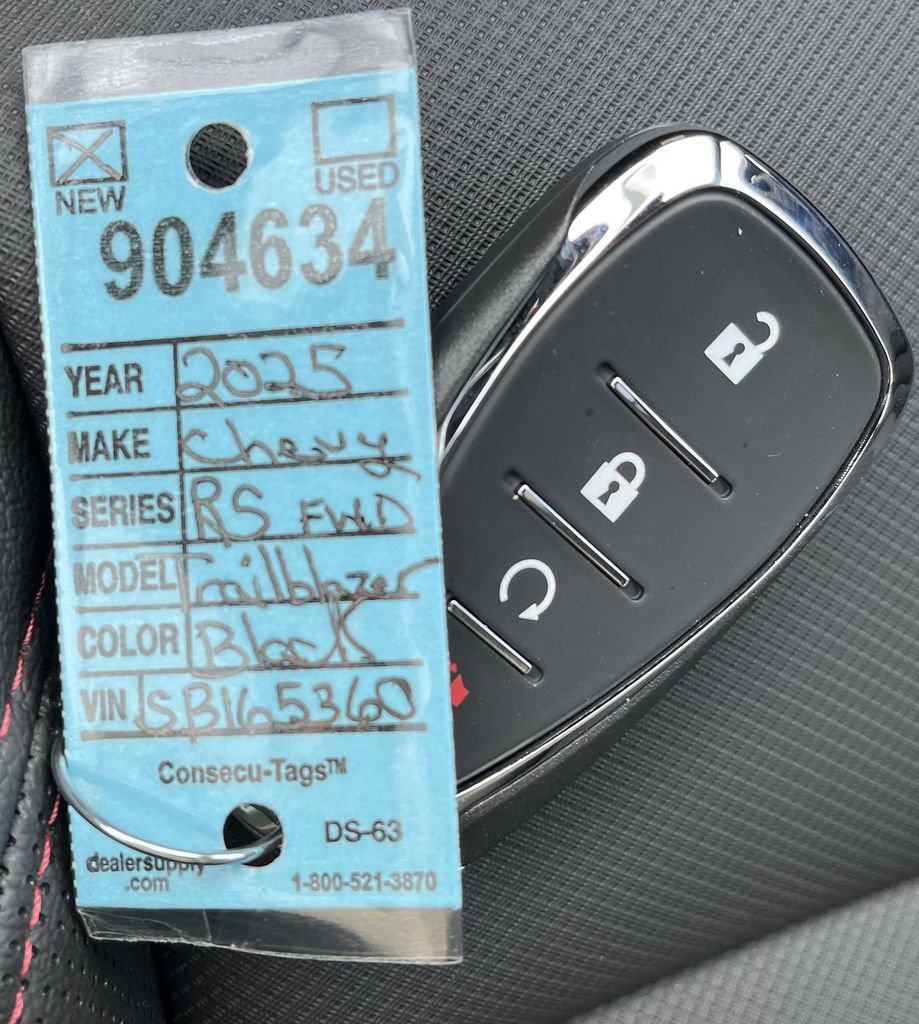 NEW USED
904634
YEAR 2025
MAKE Chevy
SERIES RS FWD
MODEL Trailblazer
COLOR Black
VIN SB165360
Consecu-Tags™
DS-63
dealersupply
.com
1-800-521-3870